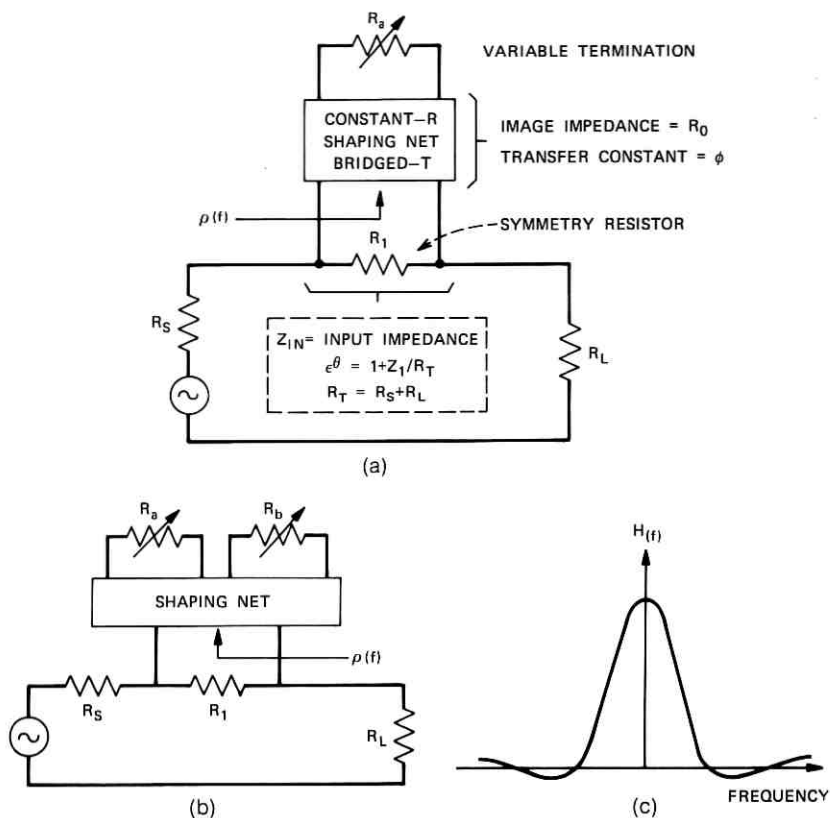 Ra
VARIABLE TERMINATION
CONSTANT–R
SHAPING NET
BRIDGED–T
IMAGE IMPEDANCE = R0
TRANSFER CONSTANT = ϕ
ρ(f)
R1
SYMMETRY RESISTOR
RS
ZIN= INPUT IMPEDANCE
ϵ^θ = 1+Z1/RT
RT = RS+RL
RL
(a)
Ra
Rb
SHAPING NET
ρ(f)
RS
R1
RL
(b)
H(f)
FREQUENCY
(c)